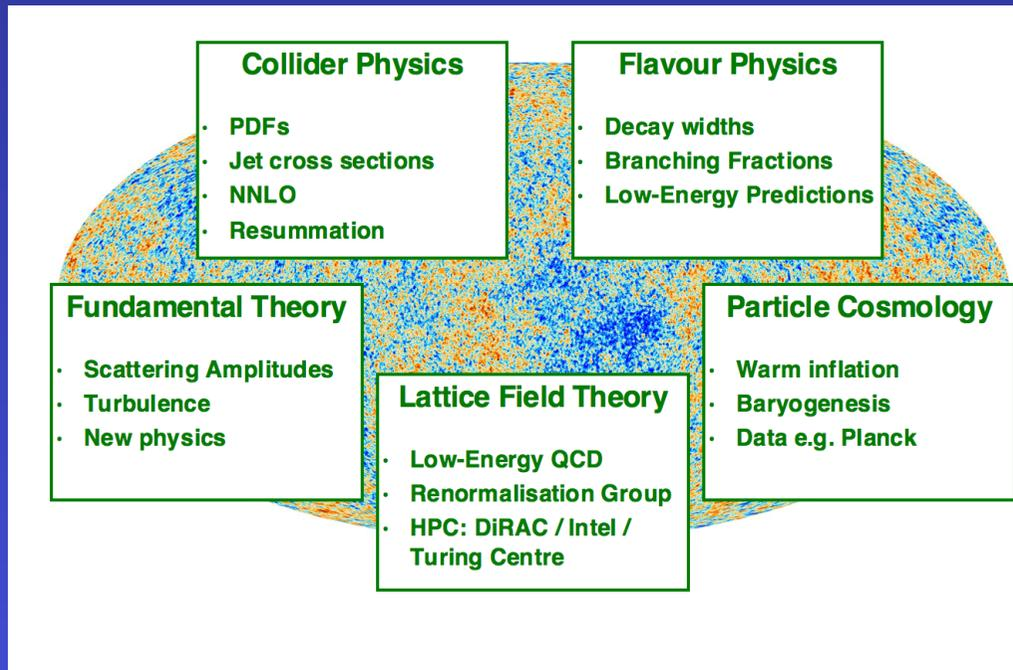 Collider Physics
· PDFs
· Jet cross sections
· NNLO
· Resummation
Flavour Physics
· Decay widths
· Branching Fractions
· Low-Energy Predictions
Fundamental Theory
· Scattering Amplitudes
· Turbulence
· New physics
Lattice Field Theory
· Low-Energy QCD
· Renormalisation Group
· HPC: DiRAC / Intel /
Turing Centre
Particle Cosmology
· Warm inflation
· Baryogenesis
· Data e.g. Planck